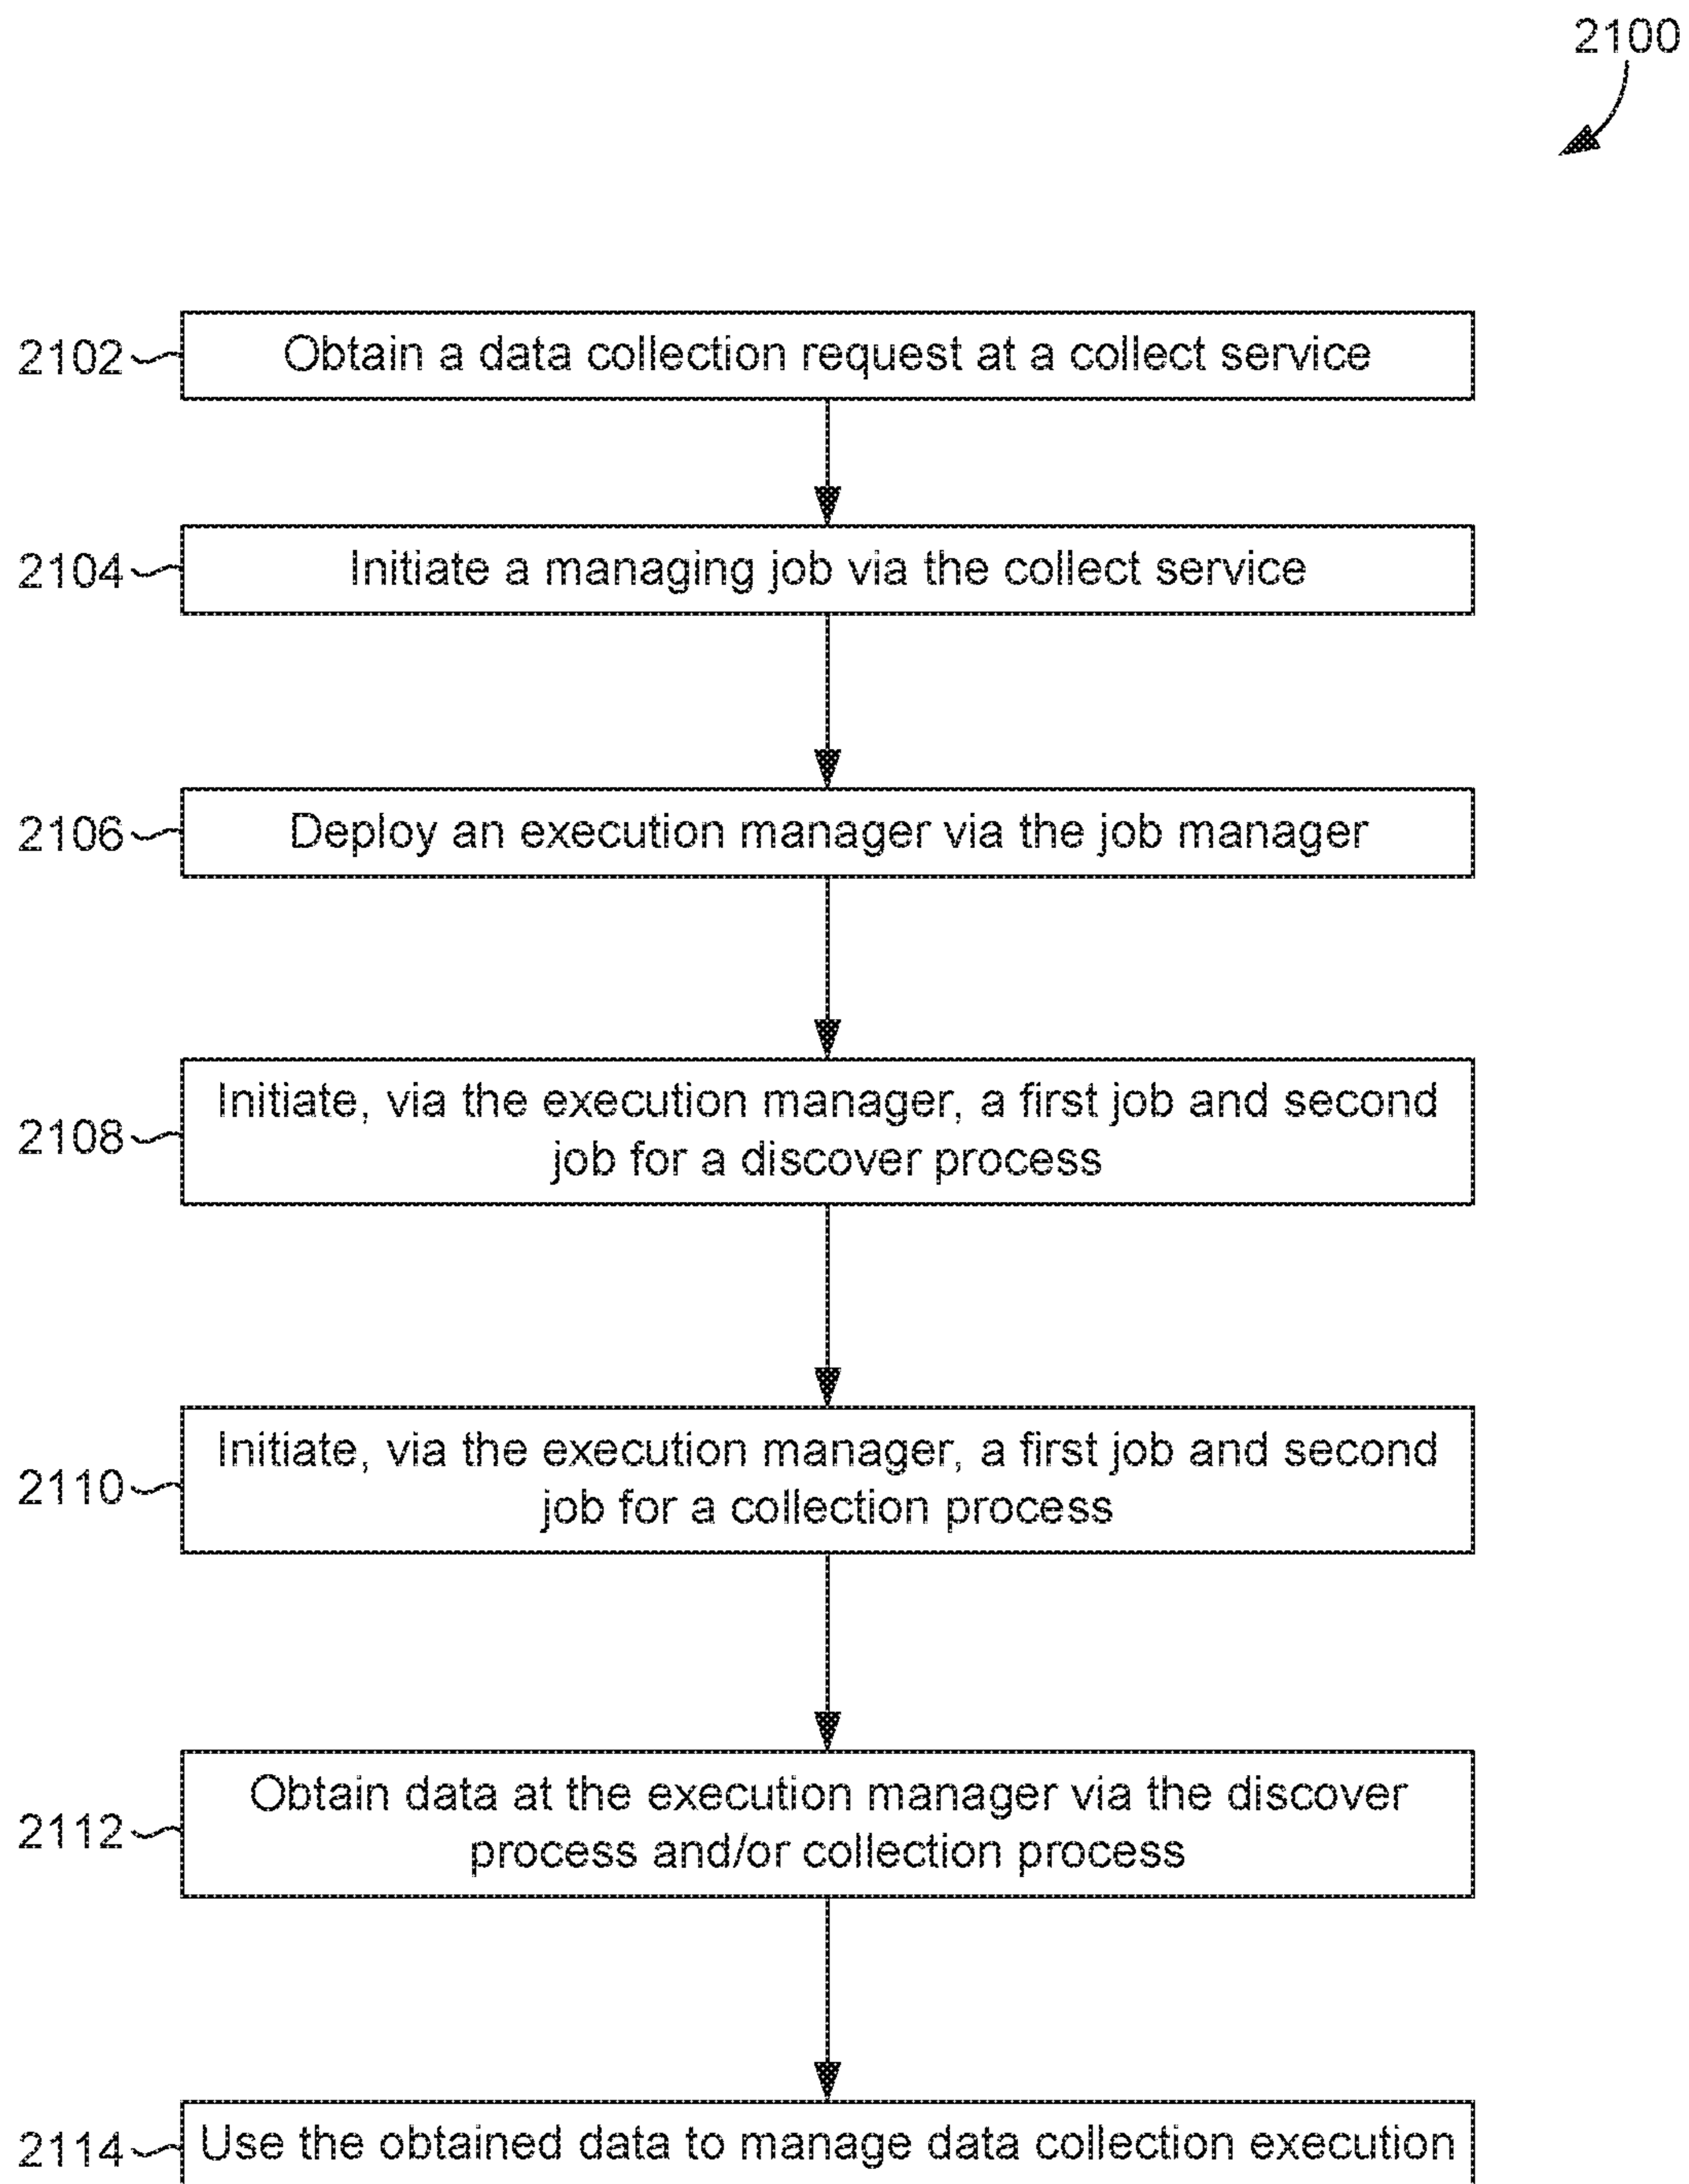 2100
2102
Obtain a data collection request at a collect service
2104
Initiate a managing job via the collect service
2106
Deploy an execution manager via the job manager
2108
Initiate, via the execution manager, a first job and second
job for a discover process
2110
Initiate, via the execution manager, a first job and second
job for a collection process
2112
Obtain data at the execution manager via the discover
process and/or collection process
2114
Use the obtained data to manage data collection execution